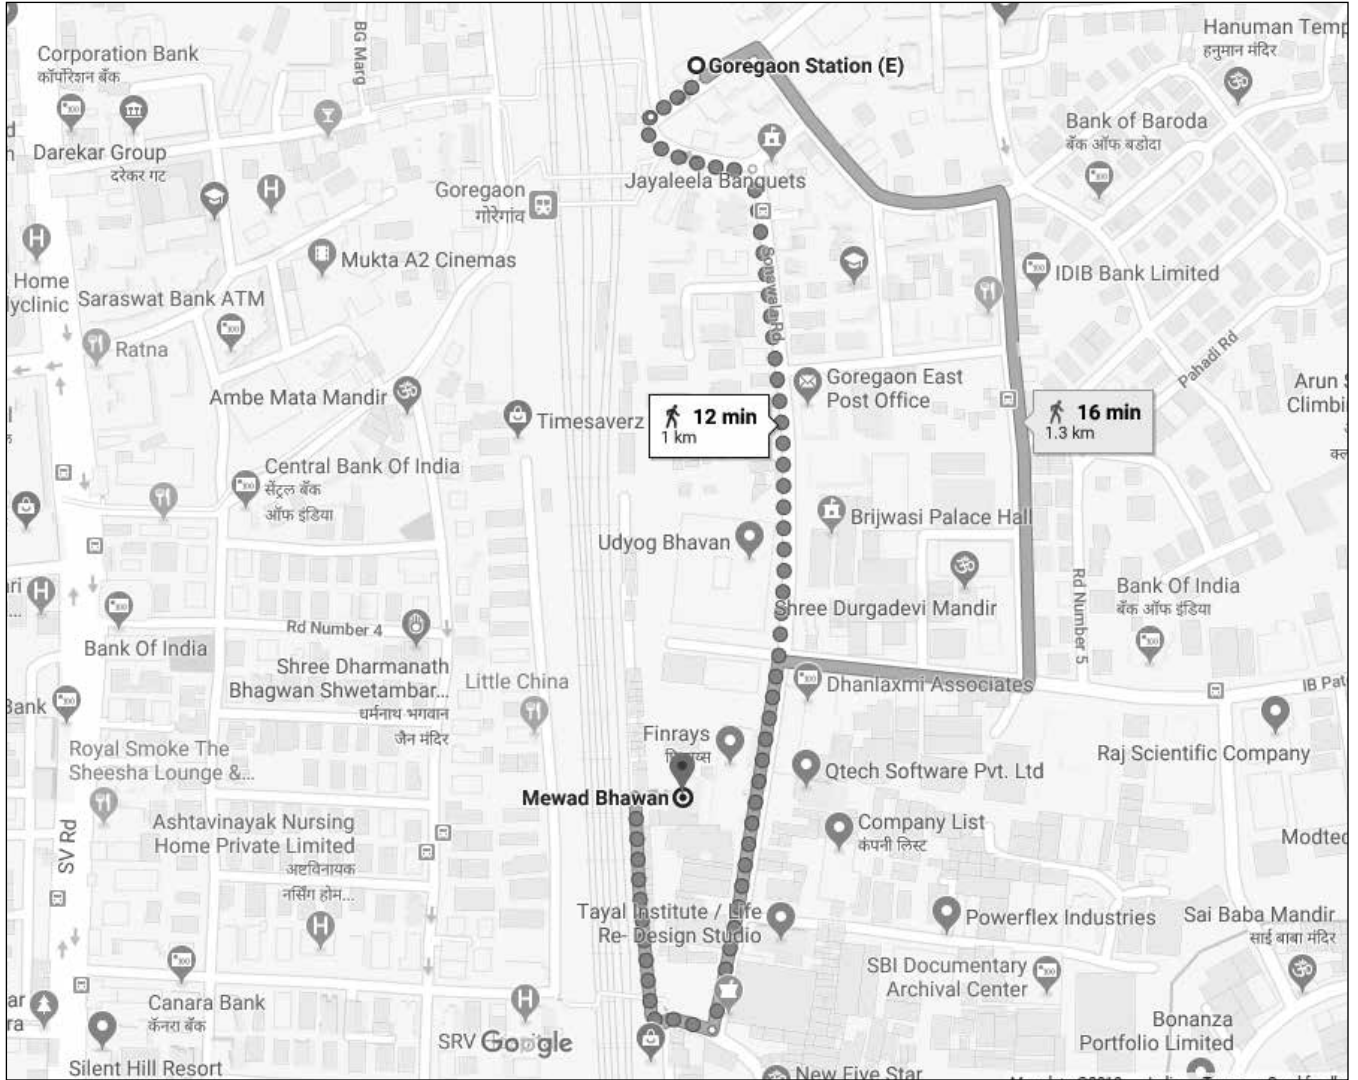 Corporation Bank
कॉर्पोरेशन बँक
BG Marg
Goregaon Station (E)
Hanuman Temp
हनुमान मंदिर
Bank of Baroda
बँक ऑफ बडोदा
Darekar Group
दरेकर गट
Jayaleela Banquets
Goregaon
गोरेगांव
Mukta A2 Cinemas
IDIB Bank Limited
Home
lyclinic
Saraswat Bank ATM
Sonawala Rd
Ratna
Pahadi Rd
Ambe Mata Mandir
Goregaon East
Post Office
Arun S
Climbi
Timesaverz
12 min
1 km
16 min
1.3 km
Central Bank Of India
सेंट्रल बँक
ऑफ इंडिया
Brijwasi Palace Hall
Udyog Bhavan
Rd Number 5
Bank Of India
बँक ऑफ इंडिया
Shree Durgadevi Mandir
Rd Number 4
Bank Of India
Shree Dharmanath
Bhagwan Shwetambar...
धर्मनाथ भगवान
जैन मंदिर
Little China
Dhanlaxmi Associates
IB Pat
Bank
Finrays
Raj Scientific Company
Royal Smoke The
Sheesha Lounge &...
Qtech Software Pvt. Ltd
Mewad Bhawan
Ashtavinayak Nursing
Home Private Limited
अष्टविनायक
नर्सिंग होम...
SV Rd
Company List
कंपनी लिस्ट
Modtec
Tayal Institute / Life
Re- Design Studio
Powerflex Industries
Sai Baba Mandir
साई बाबा मंदिर
SBI Documentary
Archival Center
Canara Bank
कॅनरा बँक
SRV
Google
Bonanza
Portfolio Limited
Silent Hill Resort
New Five Star